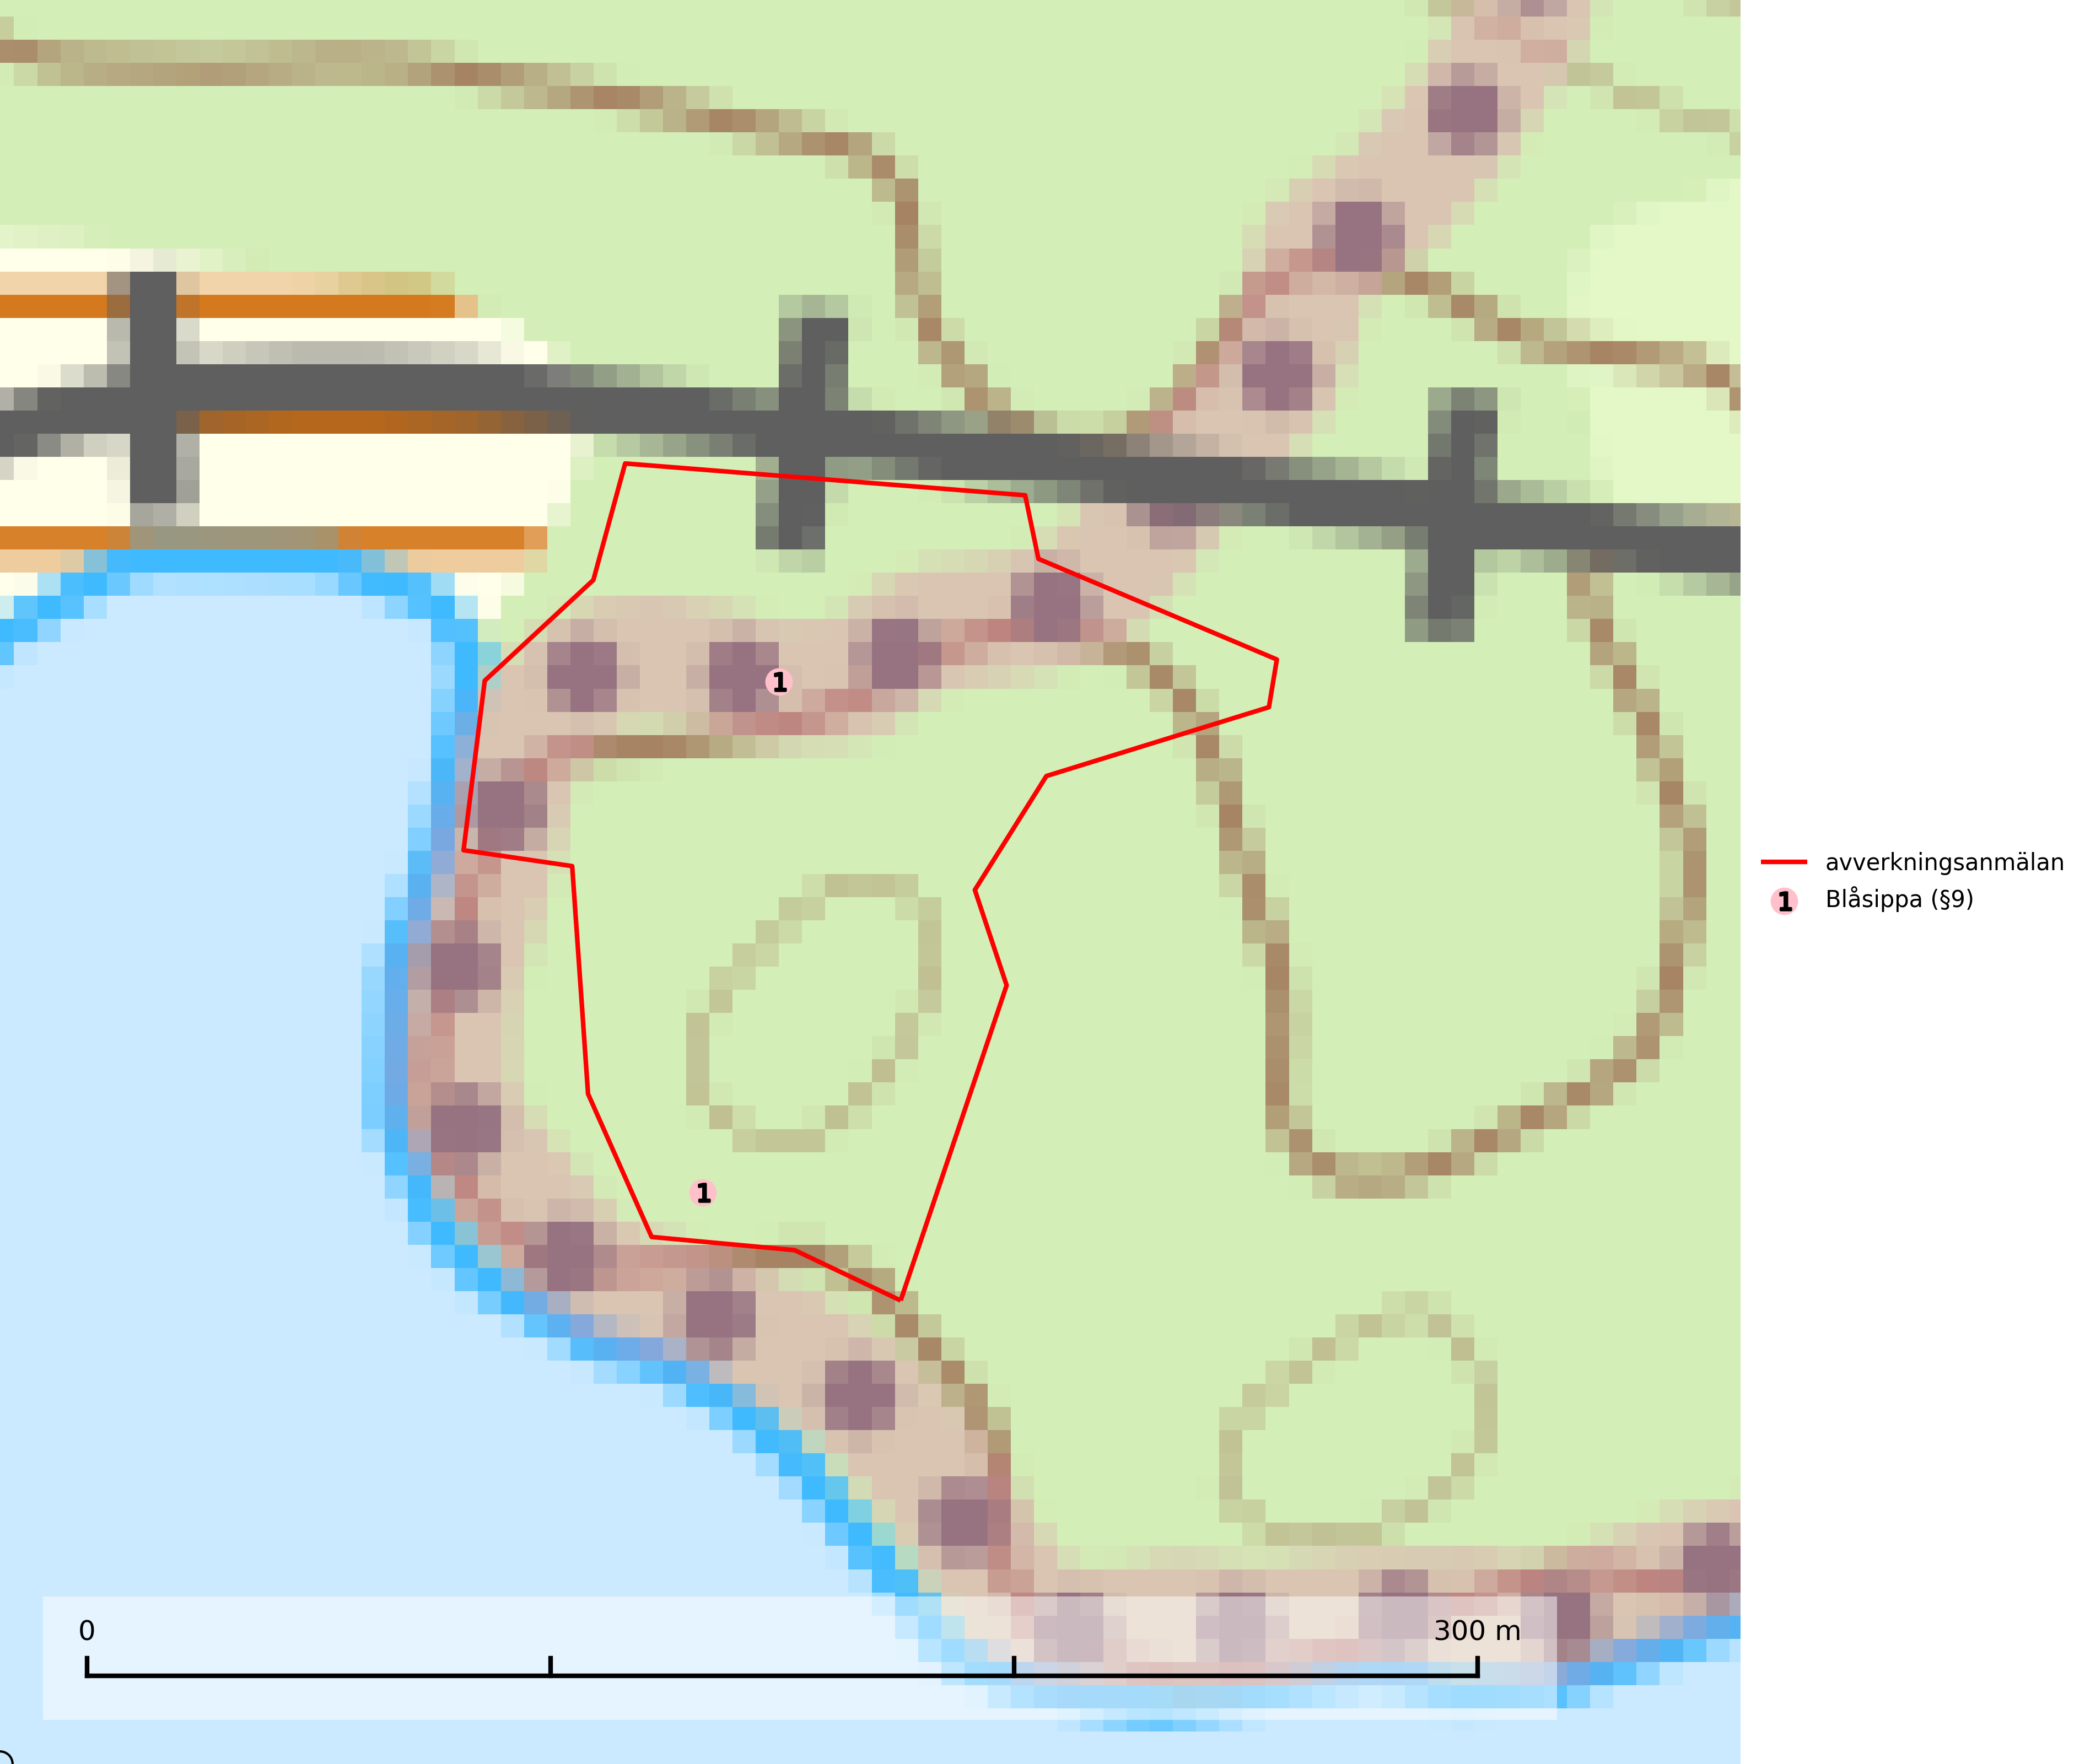 1
1
avverkningsanmälan
1 Blåsippa (§9)
0 300 m